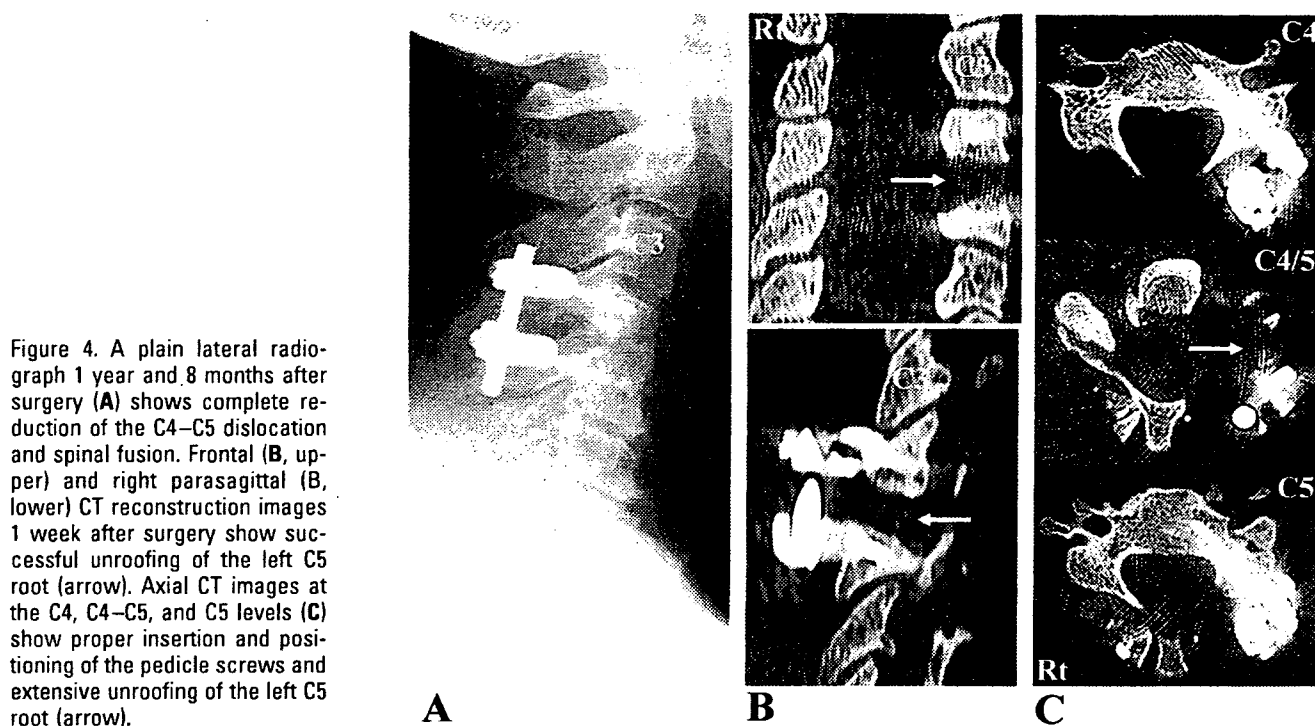 Figure 4. A plain lateral radio-
graph 1 year and 8 months after
surgery (A) shows complete re-
duction of the C4–C5 dislocation
and spinal fusion. Frontal (B, up-
per) and right parasagittal (B,
lower) CT reconstruction images
1 week after surgery show suc-
cessful unroofing of the left C5
root (arrow). Axial CT images at
the C4, C4–C5, and C5 levels (C)
show proper insertion and posi-
tioning of the pedicle screws and
extensive unroofing of the left C5
root (arrow).
C3
A
Rt
C3
B
C4
C4/5
C5
Rt
C